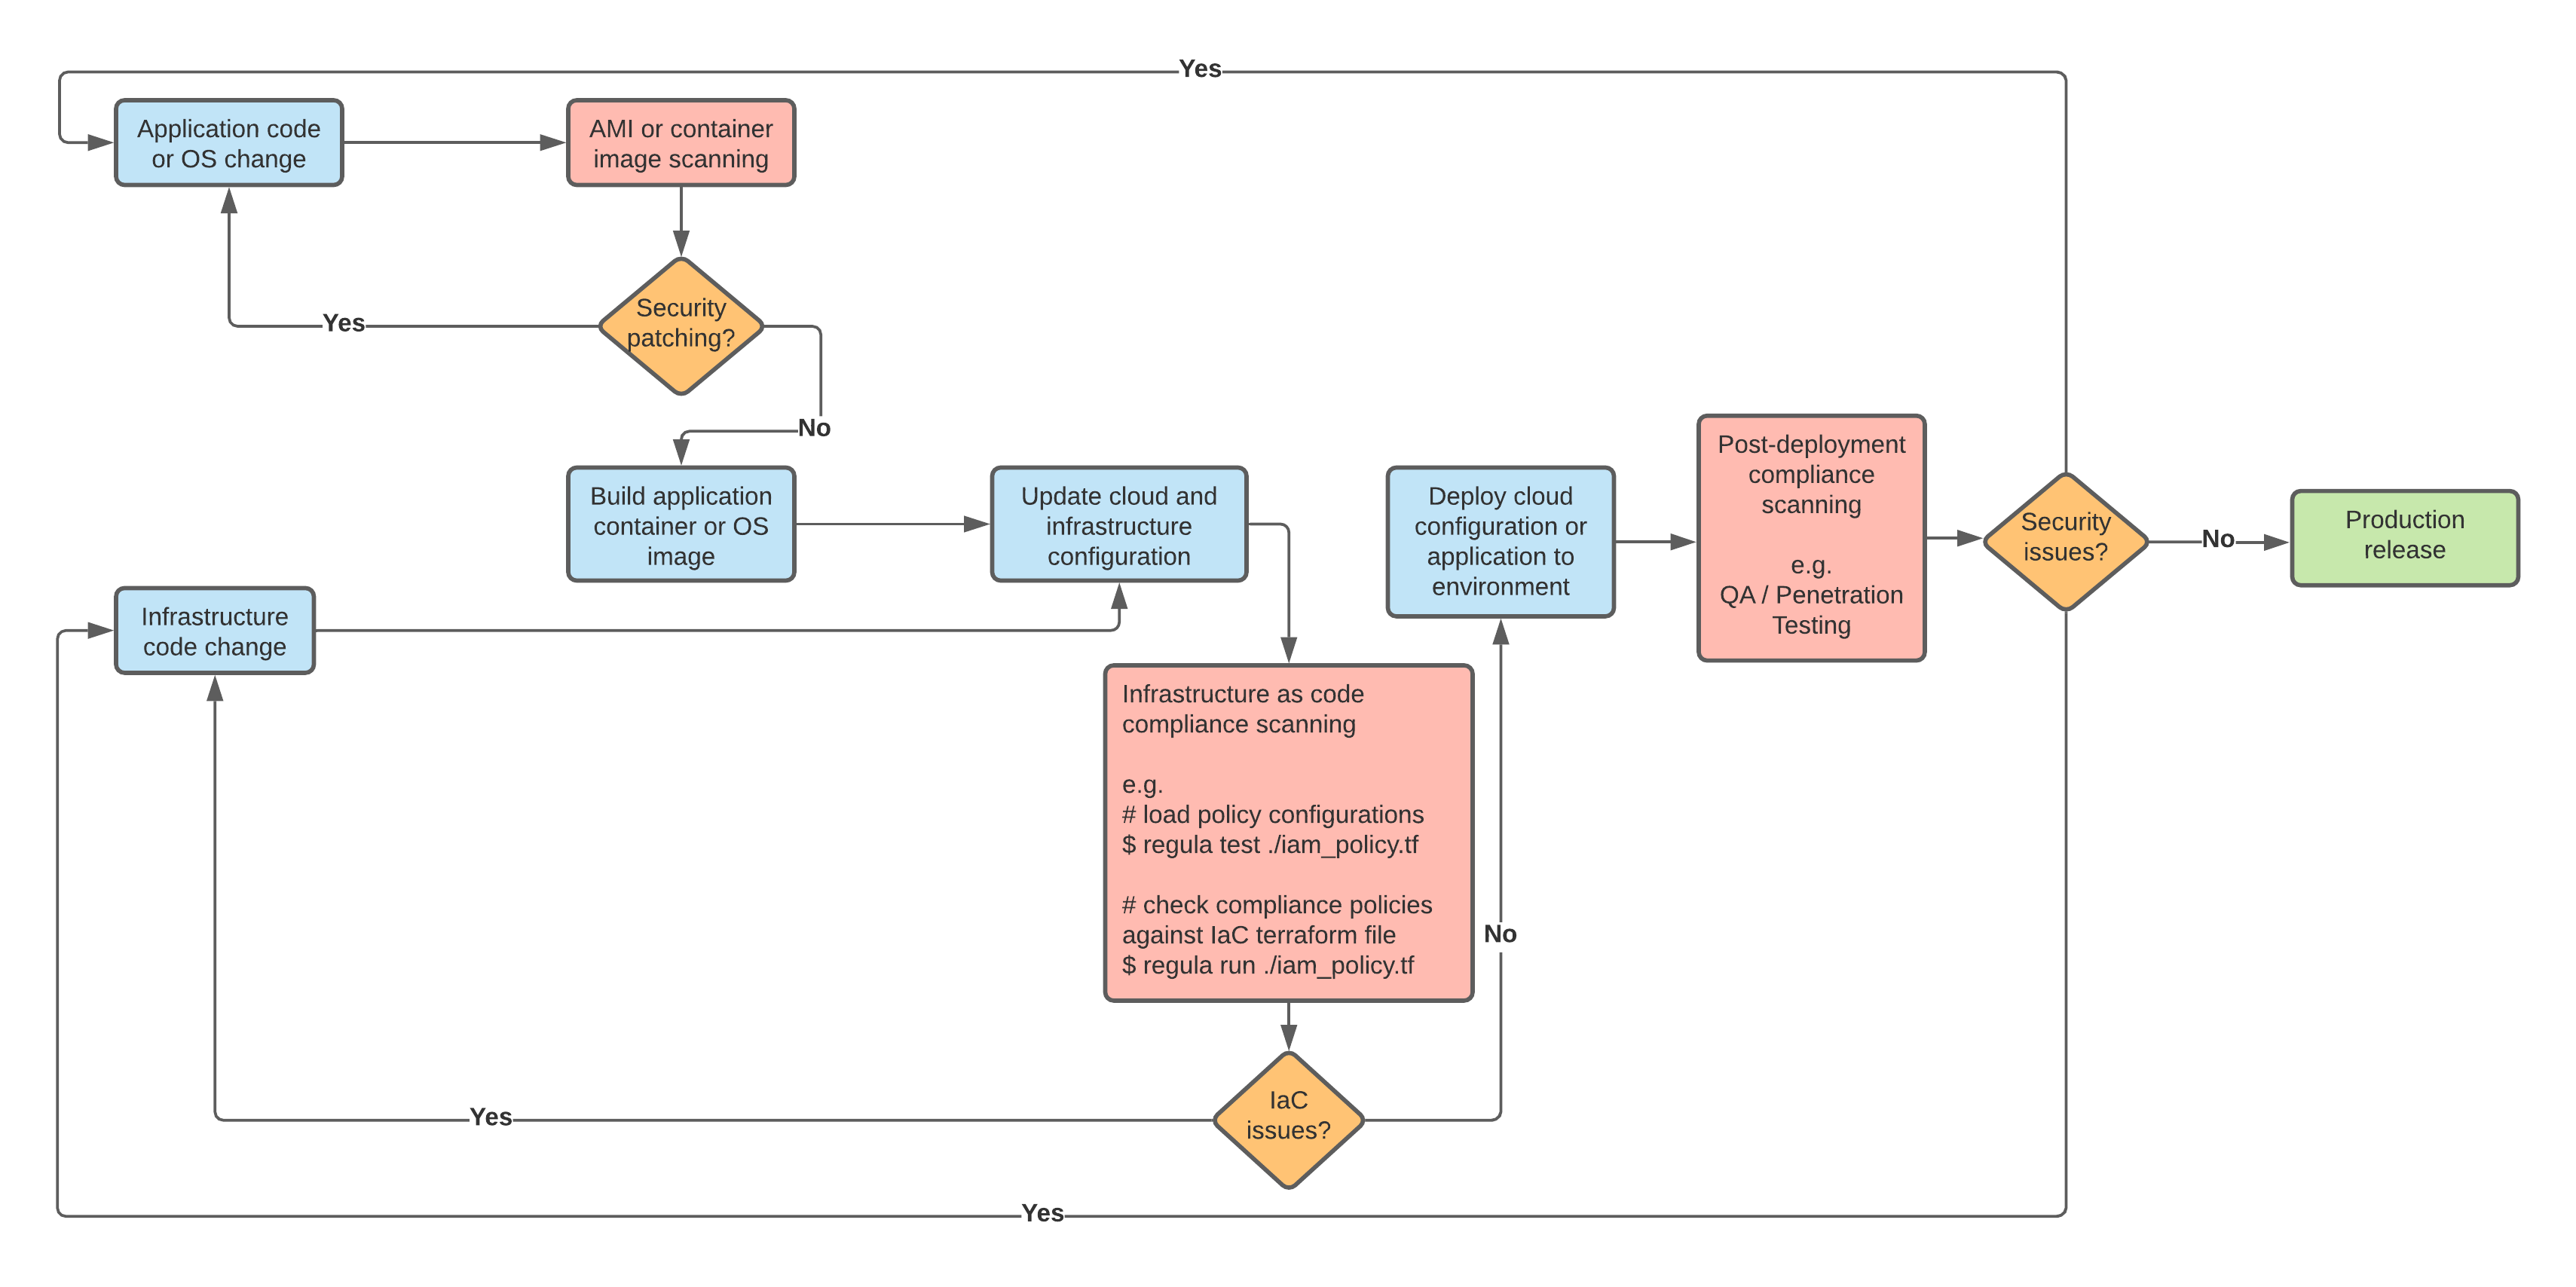 Yes
Application code
or OS change
AMI or container
image scanning
Security
patching?
Yes
No
Build application
container or OS
image
Update cloud and
infrastructure
configuration
Deploy cloud
configuration or
application to
environment
Post-deployment
compliance
scanning
e.g.
QA / Penetration
Testing
Security
issues?
No
Production
release
Infrastructure
code change
Infrastructure as code
compliance scanning
e.g.
# load policy configurations
$ regula test ./iam_policy.tf
# check compliance policies
against IaC terraform file
$ regula run ./iam_policy.tf
No
IaC
issues?
Yes
Yes